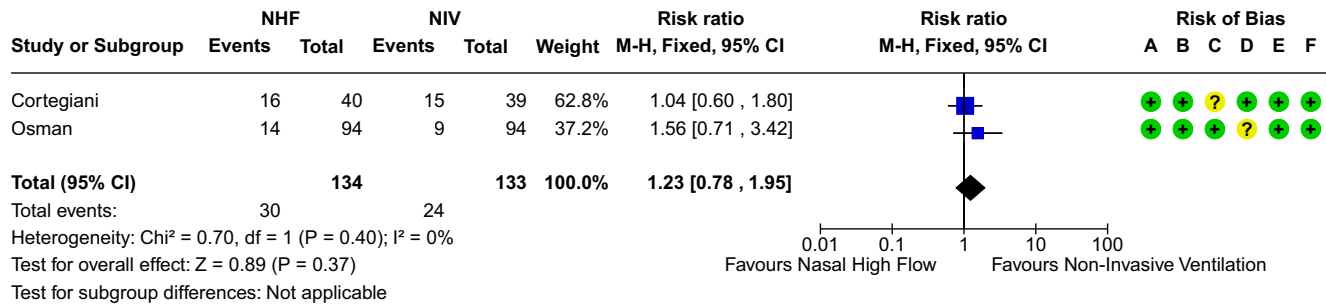 NHF NIV Risk ratio Risk ratio Risk of Bias
Study or Subgroup Events Total Events Total Weight M-H, Fixed, 95% CI M-H, Fixed, 95% CI A B C D E F
Cortegiani 16 40 15 39 62.8% 1.04 [0.60 , 1.80] + + ? + + +
Osman 14 94 9 94 37.2% 1.56 [0.71 , 3.42] + + + ? + +
Total (95% CI) 134 133 100.0% 1.23 [0.78 , 1.95]
Total events: 30 24
Heterogeneity: Chi² = 0.70, df = 1 (P = 0.40); I² = 0% 0.01 0.1 1 10 100
Test for overall effect: Z = 0.89 (P = 0.37) Favours Nasal High Flow Favours Non-Invasive Ventilation
Test for subgroup differences: Not applicable